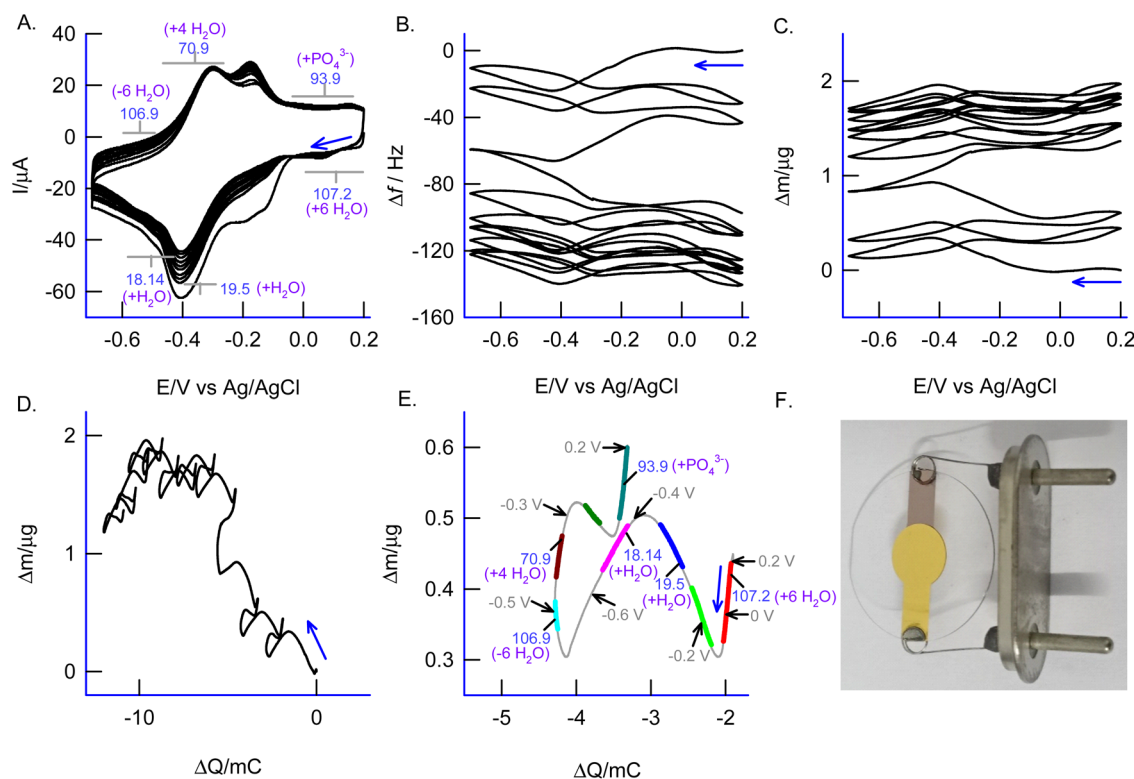 A.
(+4 H₂O)
70.9
(+PO₄³⁻)
93.9
(-6 H₂O)
106.9
107.2
(+6 H₂O)
18.14
(+H₂O)
19.5 (+H₂O)
I/µA
40
20
0
-20
-40
-60
-0.6 -0.4 -0.2 0.0 0.2
E/V vs Ag/AgCl
B.
Δf / Hz
0
-40
-80
-120
-160
-0.6 -0.4 -0.2 0.0 0.2
E/V vs Ag/AgCl
C.
Δm/µg
2
1
0
-0.6 -0.4 -0.2 0.0 0.2
E/V vs Ag/AgCl
D.
Δm/µg
2
1
0
-10 0
ΔQ/mC
E.
Δm/µg
0.6
0.5
0.4
0.3
0.2 V
93.9 (+PO₄³⁻)
-0.4 V
-0.3 V
18.14
(+H₂O)
19.5
(+H₂O)
0.2 V
107.2 (+6 H₂O)
0 V
70.9
(+4 H₂O)
-0.5 V
-0.6 V
106.9
(-6 H₂O)
-0.2 V
-5 -4 -3 -2
ΔQ/mC
F.